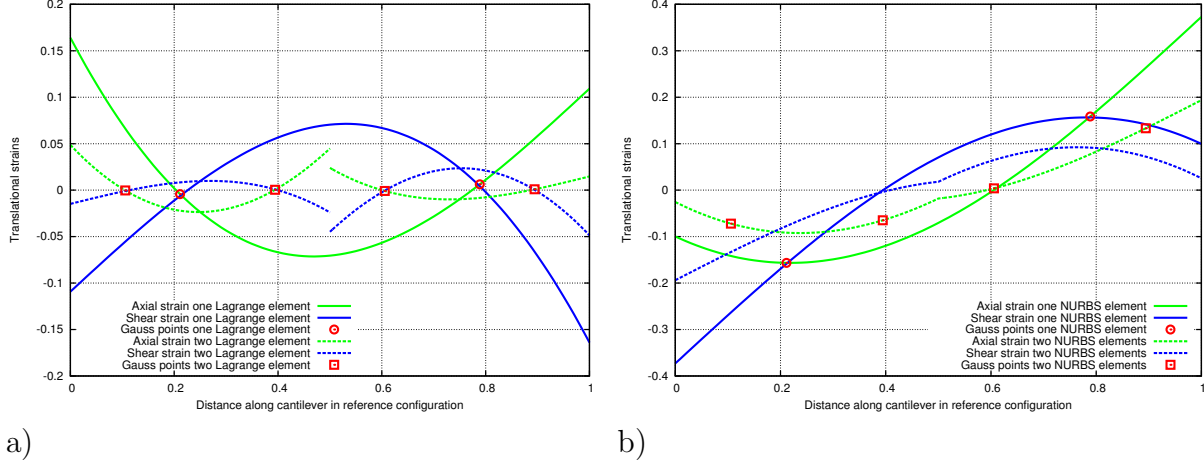 0.2
0.15
0.1
0.05
0
-0.05
-0.1
-0.15
-0.2
Translational strains
Axial strain one Lagrange element
Shear strain one Lagrange element
Gauss points one Lagrange element
Axial strain two Lagrange element
Shear strain two Lagrange element
Gauss points two Lagrange element
0 0.2 0.4 0.6 0.8 1
Distance along cantilever in reference configuration
a)
0.4
0.3
0.2
0.1
0
-0.1
-0.2
-0.3
-0.4
Translational strains
Axial strain one NURBS element
Shear strain one NURBS element
Gauss points one NURBS element
Axial strain two NURBS elements
Shear strain two NURBS elements
Gauss points two NURBS elements
0 0.2 0.4 0.6 0.8 1
Distance along cantilever in reference configuration
b)